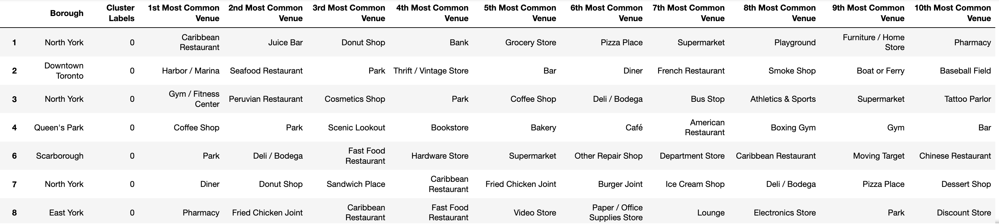 Borough Cluster Labels 1st Most Common Venue 2nd Most Common Venue 3rd Most Common Venue 4th Most Common Venue 5th Most Common Venue 6th Most Common Venue 7th Most Common Venue 8th Most Common Venue 9th Most Common Venue 10th Most Common Venue
1 North York 0 Caribbean Restaurant Juice Bar Donut Shop Bank Grocery Store Pizza Place Supermarket Playground Furniture / Home Store Pharmacy
2 Downtown Toronto 0 Harbor / Marina Seafood Restaurant Park Thrift / Vintage Store Bar Diner French Restaurant Smoke Shop Boat or Ferry Baseball Field
3 North York 0 Gym / Fitness Center Peruvian Restaurant Cosmetics Shop Park Coffee Shop Deli / Bodega Bus Stop Athletics & Sports Supermarket Tattoo Parlor
4 Queen's Park 0 Coffee Shop Park Scenic Lookout Bookstore Bakery Café American Restaurant Boxing Gym Gym Bar
6 Scarborough 0 Park Deli / Bodega Fast Food Restaurant Hardware Store Supermarket Other Repair Shop Department Store Caribbean Restaurant Moving Target Chinese Restaurant
7 North York 0 Diner Donut Shop Sandwich Place Caribbean Restaurant Fried Chicken Joint Burger Joint Ice Cream Shop Deli / Bodega Pizza Place Dessert Shop
8 East York 0 Pharmacy Fried Chicken Joint Caribbean Restaurant Fast Food Restaurant Video Store Paper / Office Supplies Store Lounge Electronics Store Park Discount Store